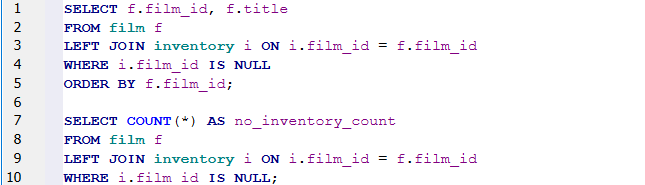 1 SELECT f.film_id, f.title
2 FROM film f
3 LEFT JOIN inventory i ON i.film_id = f.film_id
4 WHERE i.film_id IS NULL
5 ORDER BY f.film_id;
6
7 SELECT COUNT(*) AS no_inventory_count
8 FROM film f
9 LEFT JOIN inventory i ON i.film_id = f.film_id
10 WHERE i.film_id IS NULL;